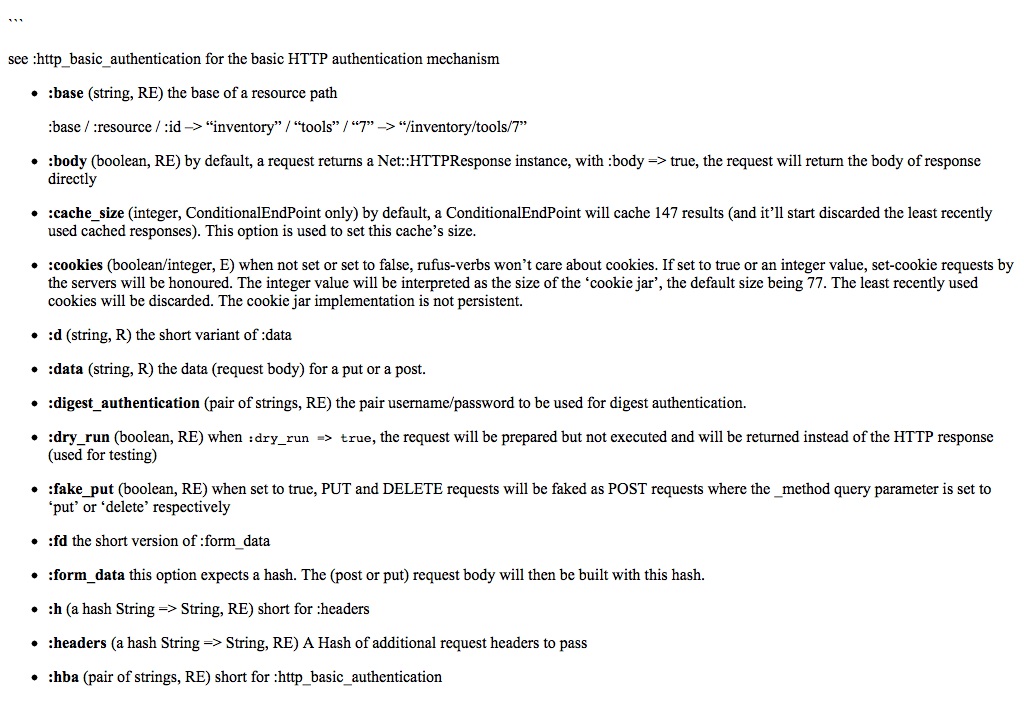 ```
see :http_basic_authentication for the basic HTTP authentication mechanism
• :base (string, RE) the base of a resource path
:base / :resource / :id —> “inventory” / “tools” / “7” —> “/inventory/tools/7”
• :body (boolean, RE) by default, a request returns a Net::HTTPResponse instance, with :body => true, the request will return the body of response
directly
• :cache_size (integer, ConditionalEndPoint only) by default, a ConditionalEndPoint will cache 147 results (and it’ll start discarded the least recently
used cached responses). This option is used to set this cache’s size.
• :cookies (boolean/integer, E) when not set or set to false, rufus-verbs won’t care about cookies. If set to true or an integer value, set-cookie requests by
the servers will be honoured. The integer value will be interpreted as the size of the ‘cookie jar’, the default size being 77. The least recently used
cookies will be discarded. The cookie jar implementation is not persistent.
• :d (string, R) the short variant of :data
• :data (string, R) the data (request body) for a put or a post.
• :digest_authentication (pair of strings, RE) the pair username/password to be used for digest authentication.
• :dry_run (boolean, RE) when :dry_run => true, the request will be prepared but not executed and will be returned instead of the HTTP response
(used for testing)
• :fake_put (boolean, RE) when set to true, PUT and DELETE requests will be faked as POST requests where the _method query parameter is set to
‘put’ or ‘delete’ respectively
• :fd the short version of :form_data
• :form_data this option expects a hash. The (post or put) request body will then be built with this hash.
• :h (a hash String => String, RE) short for :headers
• :headers (a hash String => String, RE) A Hash of additional request headers to pass
• :hba (pair of strings, RE) short for :http_basic_authentication